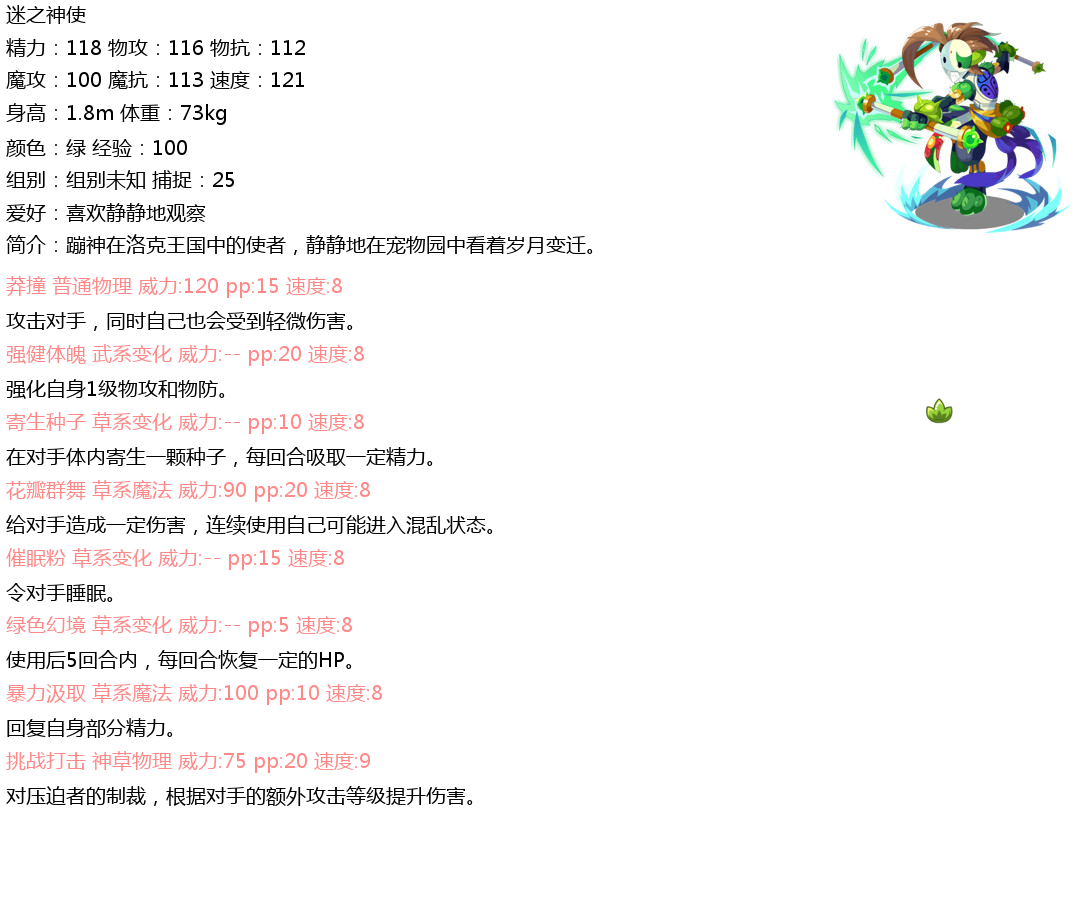 迷之神使
精力：118 物攻：116 物抗：112
魔攻：100 魔抗：113 速度：121
身高：1.8m 体重：73kg
颜色：绿 经验：100
组别：组别未知 捕捉：25
爱好：喜欢静静地观察
简介：蹦神在洛克王国中的使者，静静地在宠物园中看着岁月变迁。
莽撞 普通物理 威力:120 pp:15 速度:8
攻击对手，同时自己也会受到轻微伤害。
强健体魄 武系变化 威力:-- pp:20 速度:8
强化自身1级物攻和物防。
寄生种子 草系变化 威力:-- pp:10 速度:8
在对手体内寄生一颗种子，每回合吸取一定精力。
花瓣群舞 草系魔法 威力:90 pp:20 速度:8
给对手造成一定伤害，连续使用自己可能进入混乱状态。
催眠粉 草系变化 威力:-- pp:15 速度:8
令对手睡眠。
绿色幻境 草系变化 威力:-- pp:5 速度:8
使用后5回合内，每回合恢复一定的HP。
暴力汲取 草系魔法 威力:100 pp:10 速度:8
回复自身部分精力。
挑战打击 神草物理 威力:75 pp:20 速度:9
对压迫者的制裁，根据对手的额外攻击等级提升伤害。